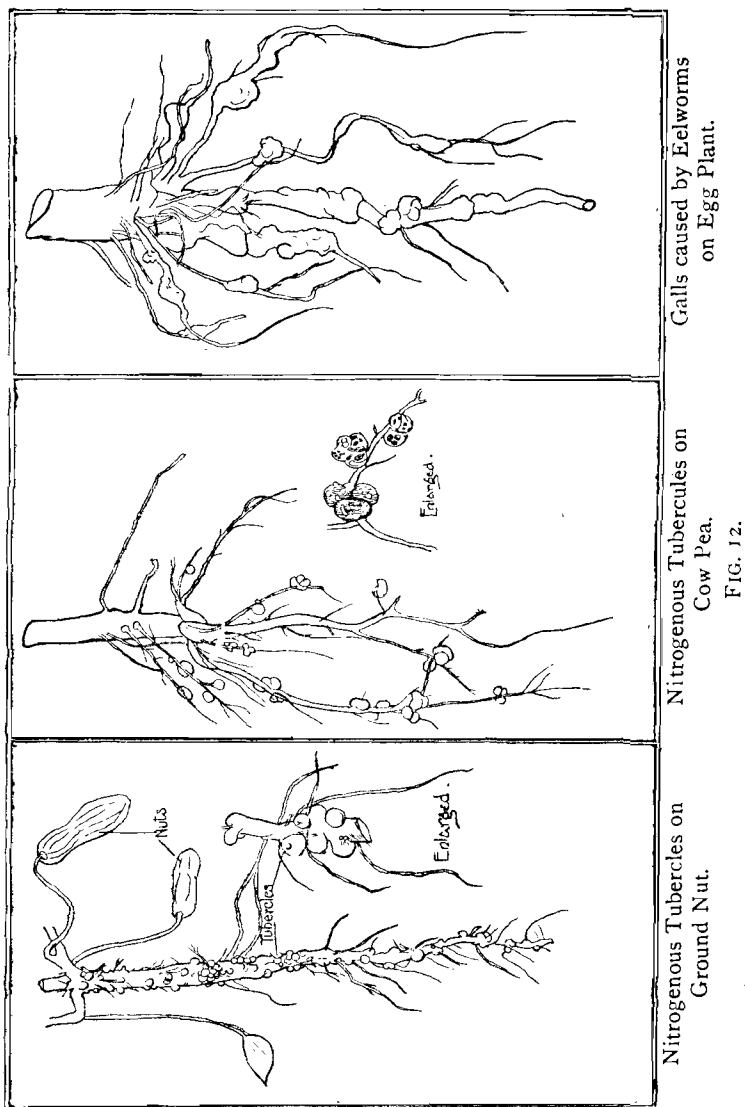 Nuts
Tubercles
Enlarged.
Nitrogenous Tubercles on
Ground Nut.
Enlarged.
Nitrogenous Tubercules on
Cow Pea.
Galls caused by Eelworms
on Egg Plant.
FIG. 12.